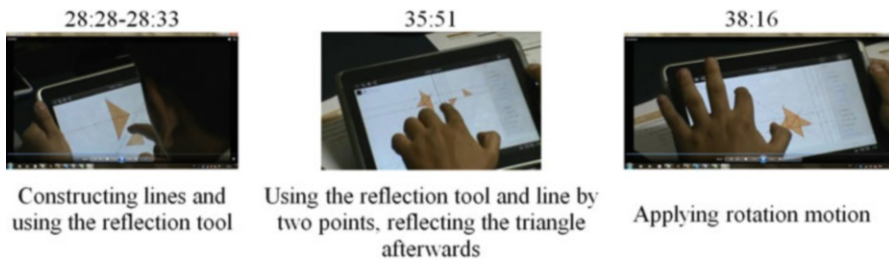 28:28-28:33
35:51
38:16
Constructing lines and
using the reflection tool
Using the reflection tool and line by
two points, reflecting the triangle
afterwards
Applying rotation motion